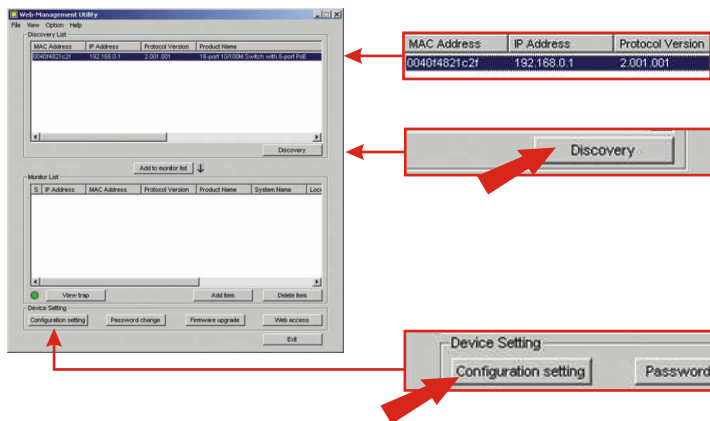 Web-Management Utility
File View Option Help
Discovery List
MAC Address IP Address Protocol Version Product Name
0040f4821c2f 192.168.0.1 2.001.001 16-port 10/100M Switch with 8-port PoE
Discovery
Add to monitor list
Monitor List
S IP Address MAC Address Protocol Version Product Name System Name Loc
View trap Add item Delete item
Device Setting
Configuration setting Password change Firmware upgrade Web access
Exit
MAC Address IP Address Protocol Version
0040f4821c2f 192.168.0.1 2.001.001
Discovery
Device Setting
Configuration setting Password